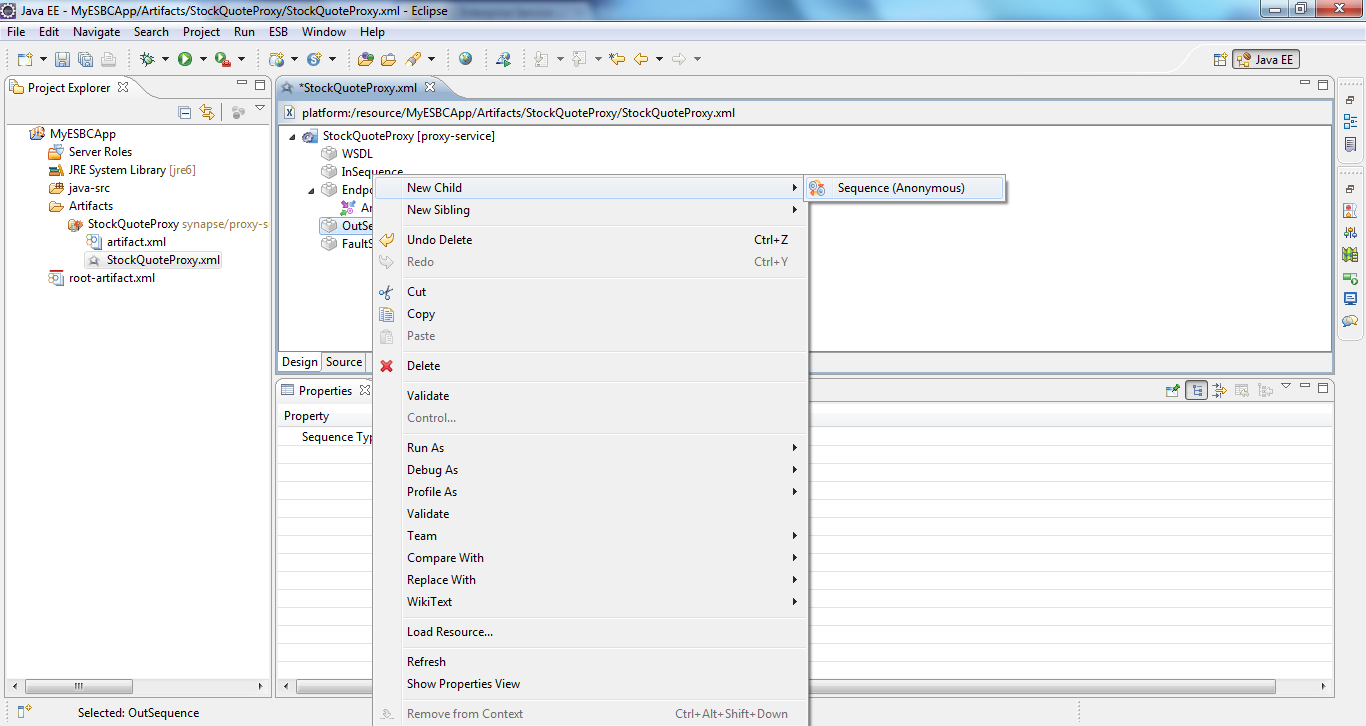 Java EE - MyESBCApp/Artifacts/StockQuoteProxy/StockQuoteProxy.xml - Eclipse
File Edit Navigate Search Project Run ESB Window Help
Java EE
Project Explorer
MyESBCApp
Server Roles
JRE System Library [jre6]
java-src
Artifacts
StockQuoteProxy synapse/proxy-s
artifact.xml
StockQuoteProxy.xml
root-artifact.xml
*StockQuoteProxy.xml
platform:/resource/MyESBCApp/Artifacts/StockQuoteProxy/StockQuoteProxy.xml
StockQuoteProxy [proxy-service]
WSDL
InSequence
Endpo
An
OutSe
FaultS
Design Source
Properties
Property
Sequence Typ
New Child
New Sibling
Undo Delete Ctrl+Z
Redo Ctrl+Y
Cut
Copy
Paste
Delete
Validate
Control...
Run As
Debug As
Profile As
Validate
Team
Compare With
Replace With
WikiText
Load Resource...
Refresh
Show Properties View
Remove from Context Ctrl+Alt+Shift+Down
Sequence (Anonymous)
Selected: OutSequence